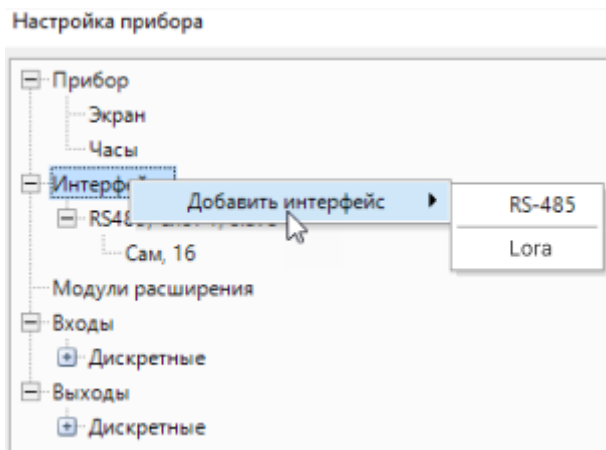 Настройка прибора
Прибор
Экран
Часы
Добавить интерфейс
RS-485
Lora
Сам, 16
Модули расширения
Входы
Дискретные
Выходы
Дискретные